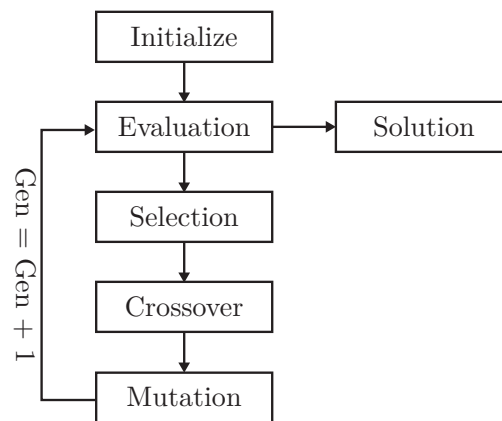 Initialize
Evaluation
Solution
Selection
Crossover
Mutation
Gen = Gen + 1